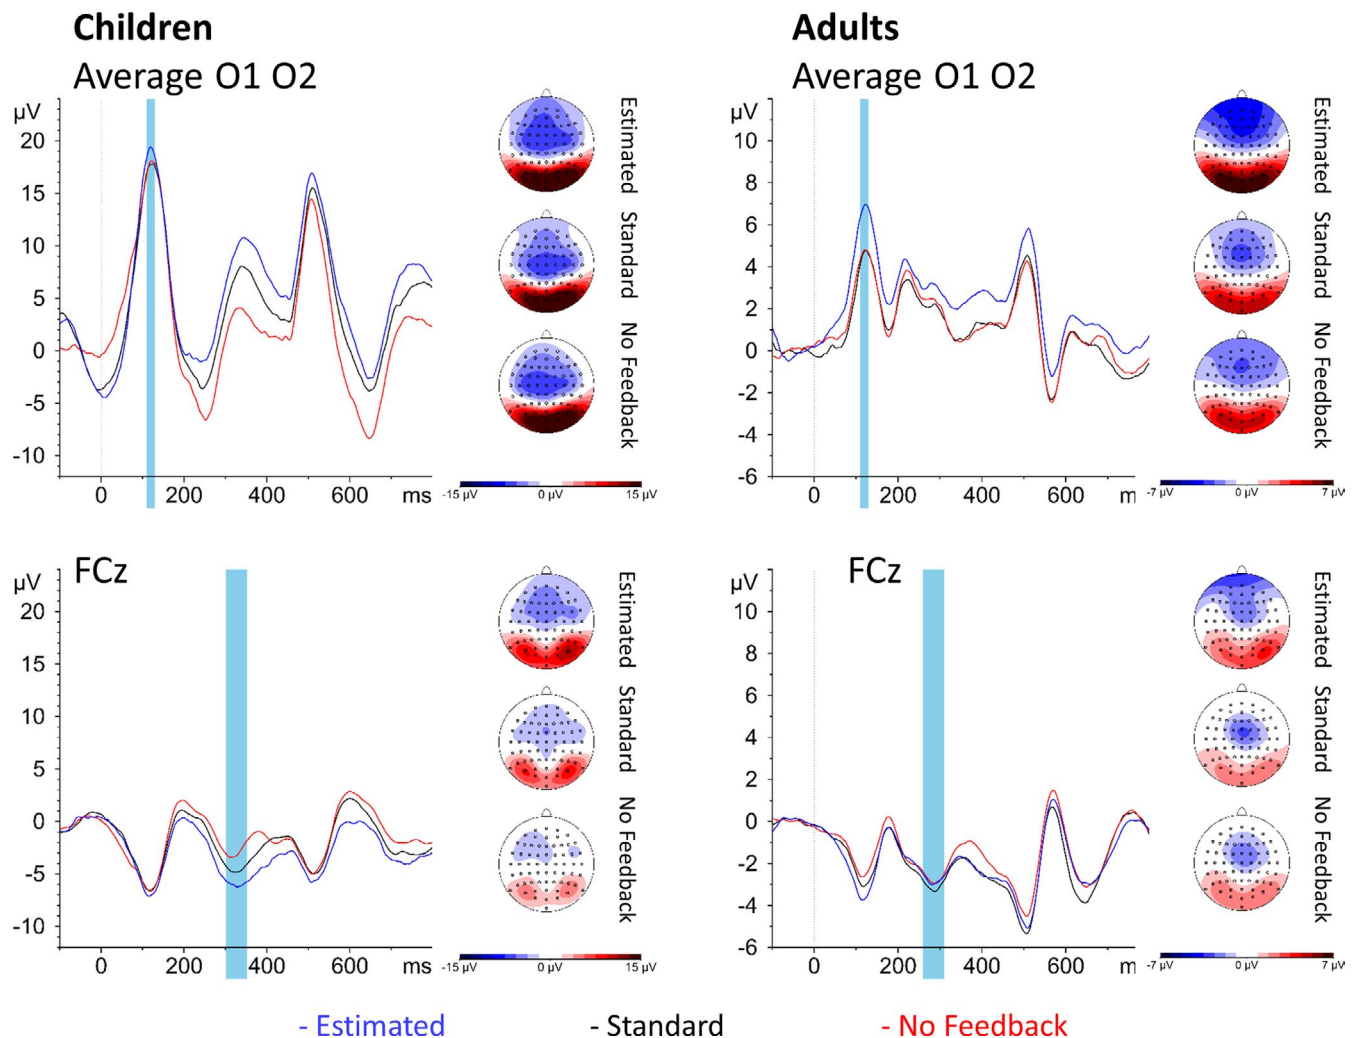 Children
Average O1 O2
µV
20
15
10
5
0
-5
-10
0 200 400 600 ms
Estimated
Standard
No Feedback
-15 µV 0 µV 15 µV
Adults
Average O1 O2
µV
10
8
6
4
2
0
-2
-4
-6
0 200 400 600 m
Estimated
Standard
No Feedback
-7 µV 0 µV 7 µV
FCz
µV
20
15
10
5
0
-5
-10
0 200 400 600 ms
Estimated
Standard
No Feedback
-15 µV 0 µV 15 µV
FCz
µV
10
8
6
4
2
0
-2
-4
-6
0 200 400 600 m
Estimated
Standard
No Feedback
-7 µV 0 µV 7 µV
- Estimated - Standard - No Feedback